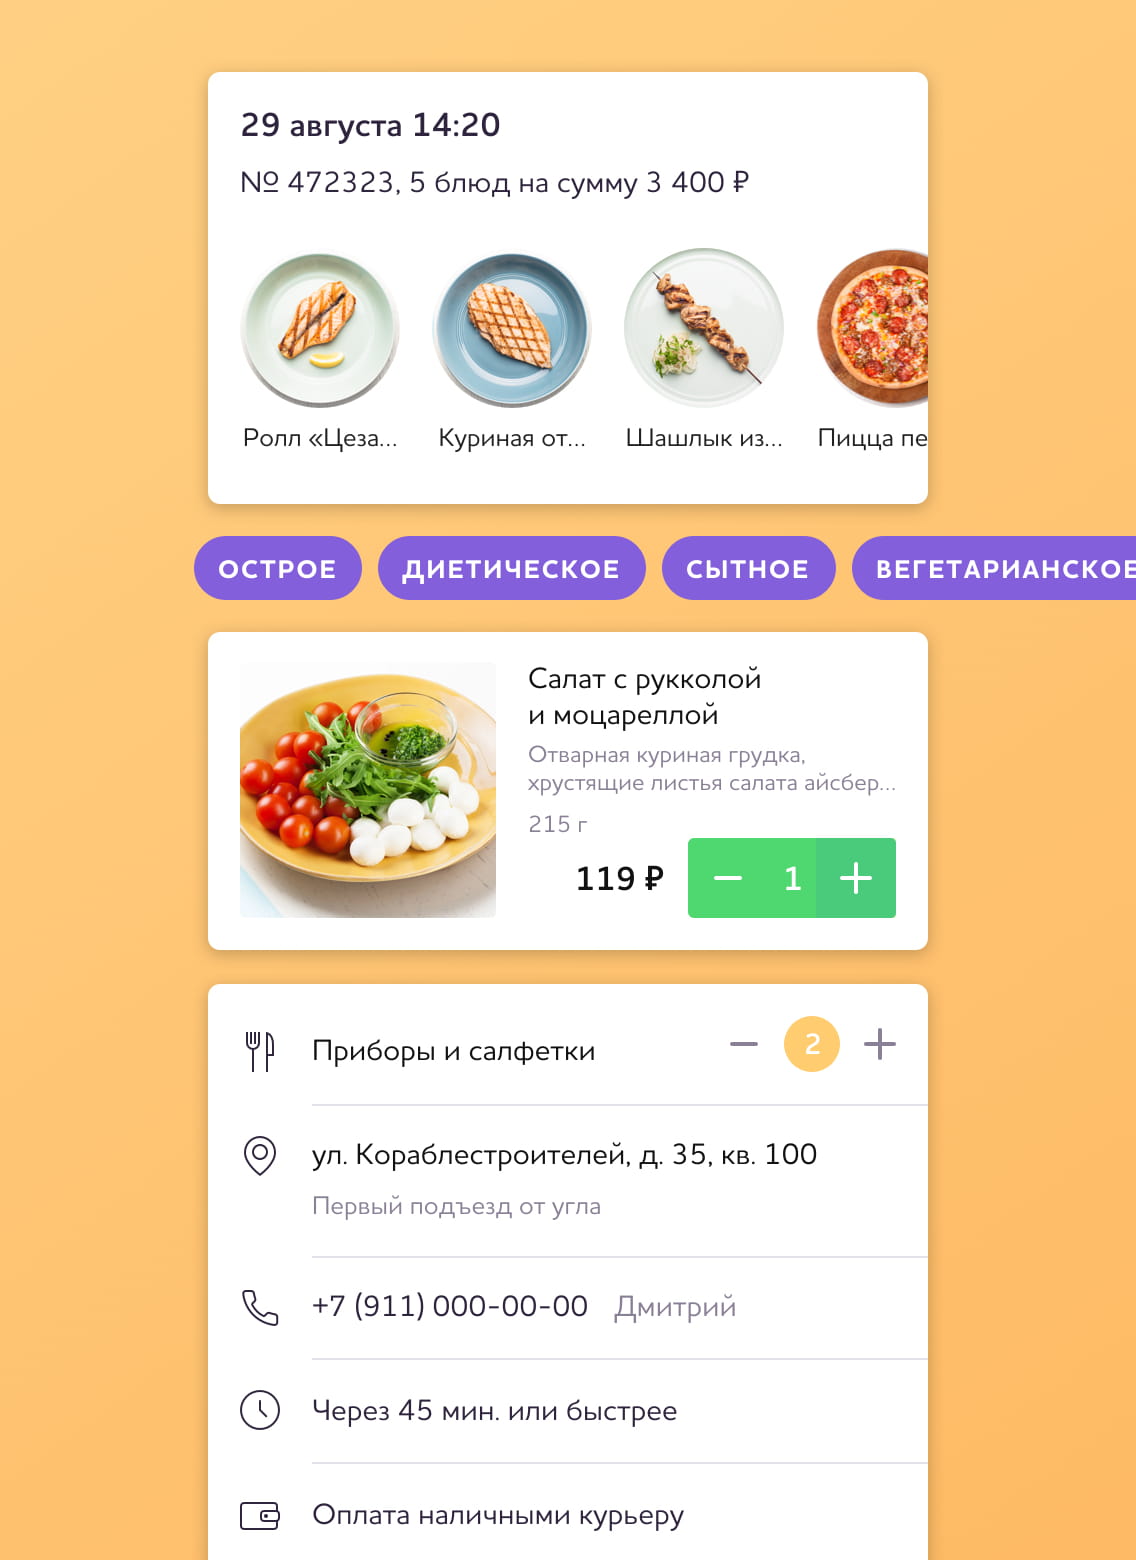 29 августа 14:20
№ 472323, 5 блюд на сумму 3 400 ₽
Ролл «Цеза... Куриная от... Шашлык из... Пицца пе
ОСТРОЕ ДИЕТИЧЕСКОЕ СЫТНОЕ ВЕГЕТАРИАНСКОЕ
Салат с рукколой
и моцареллой
Отварная куриная грудка,
хрустящие листья салата айсбер...
215 г
119 ₽ − 1 +
Приборы и салфетки − 2 +
ул. Кораблестроителей, д. 35, кв. 100
Первый подъезд от угла
+7 (911) 000-00-00 Дмитрий
Через 45 мин. или быстрее
Оплата наличными курьеру